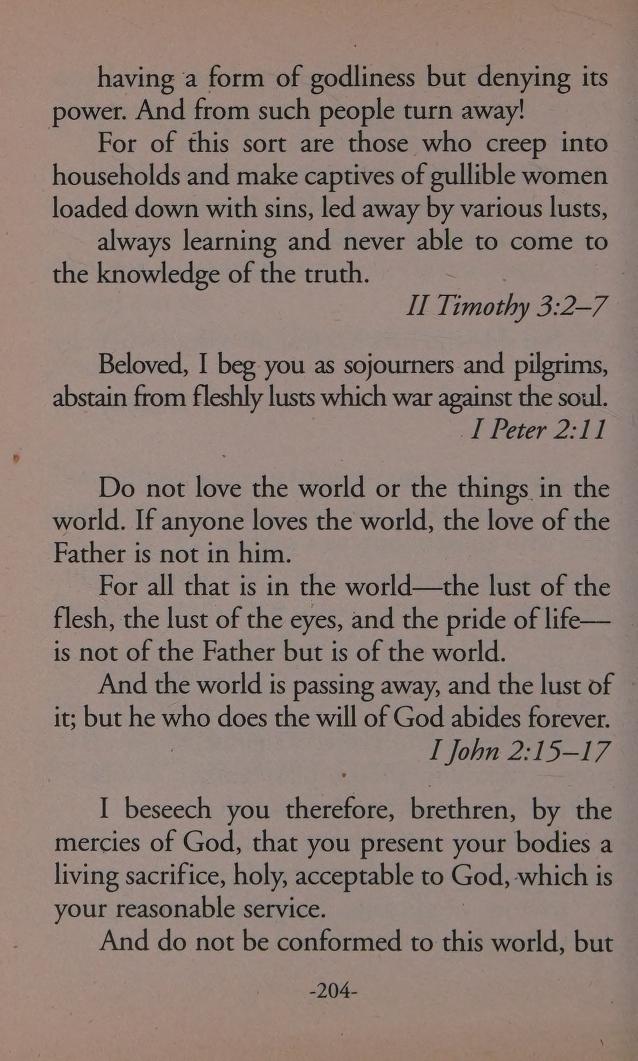 having a form of godliness but denying its
power. And from such people turn away!
For of this sort are those who creep into
households and make captives of gullible women
loaded down with sins, led away by various lusts,
always learning and never able to come to
the knowledge of the truth.
II Timothy 3:2–7
Beloved, I beg you as sojourners and pilgrims,
abstain from fleshly lusts which war against the soul.
I Peter 2:11
Do not love the world or the things in the
world. If anyone loves the world, the love of the
Father is not in him.
For all that is in the world—the lust of the
flesh, the lust of the eyes, and the pride of life—
is not of the Father but is of the world.
And the world is passing away, and the lust of
it; but he who does the will of God abides forever.
I John 2:15–17
I beseech you therefore, brethren, by the
mercies of God, that you present your bodies a
living sacrifice, holy, acceptable to God, which is
your reasonable service.
And do not be conformed to this world, but
-204-